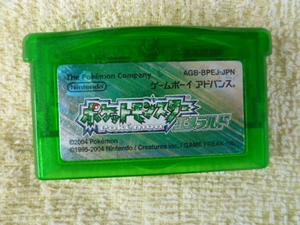 The Pokémon Company
AGB-BPEJ-JPN
Nintendo
ゲームボーイ アドバンス
ポケットモンスター
POKéMON
エメラルド
©2004 Pokémon
©1995-2004 Nintendo / Creatures inc. / GAME FREAK inc.